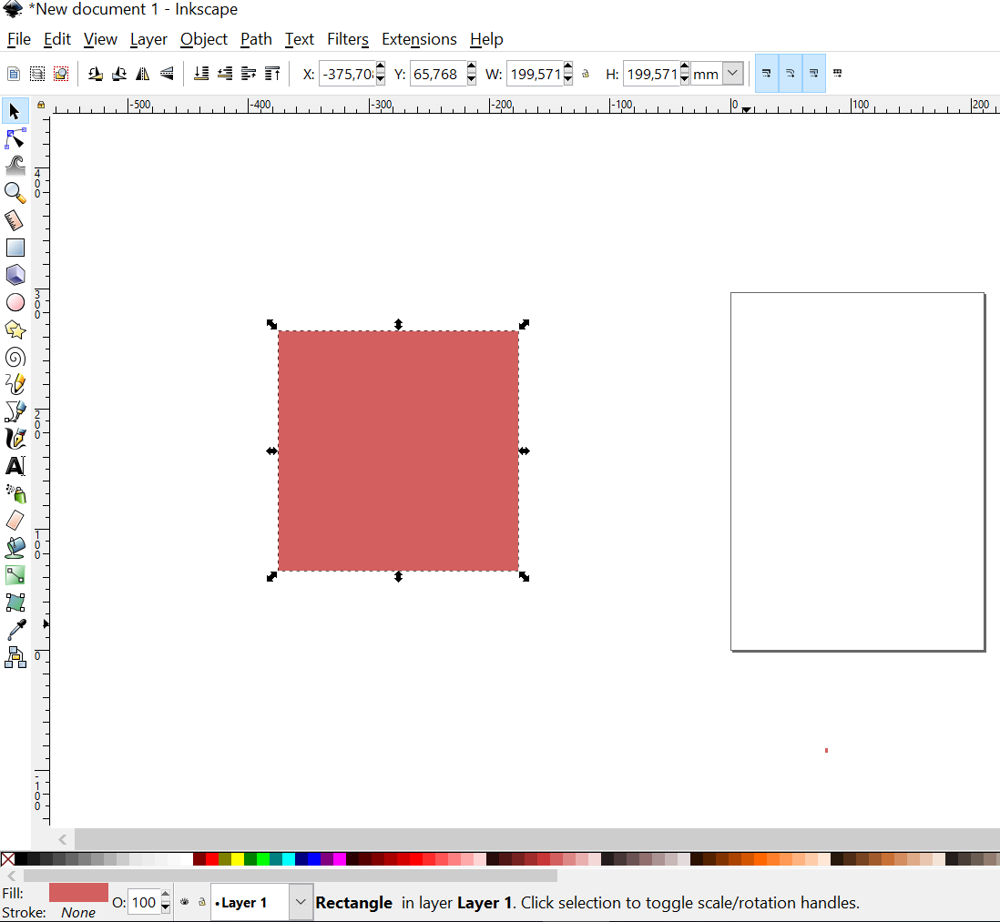 *New document 1 - Inkscape
File Edit View Layer Object Path Text Filters Extensions Help
X: -375,70 Y: 65,768 W: 199,571 H: 199,571 mm
-500 -400 -300 -200 -100 0 100 200
400
300
200
100
0
-100
Fill:
Stroke: None O: 100 •Layer 1 Rectangle in layer Layer 1. Click selection to toggle scale/rotation handles.